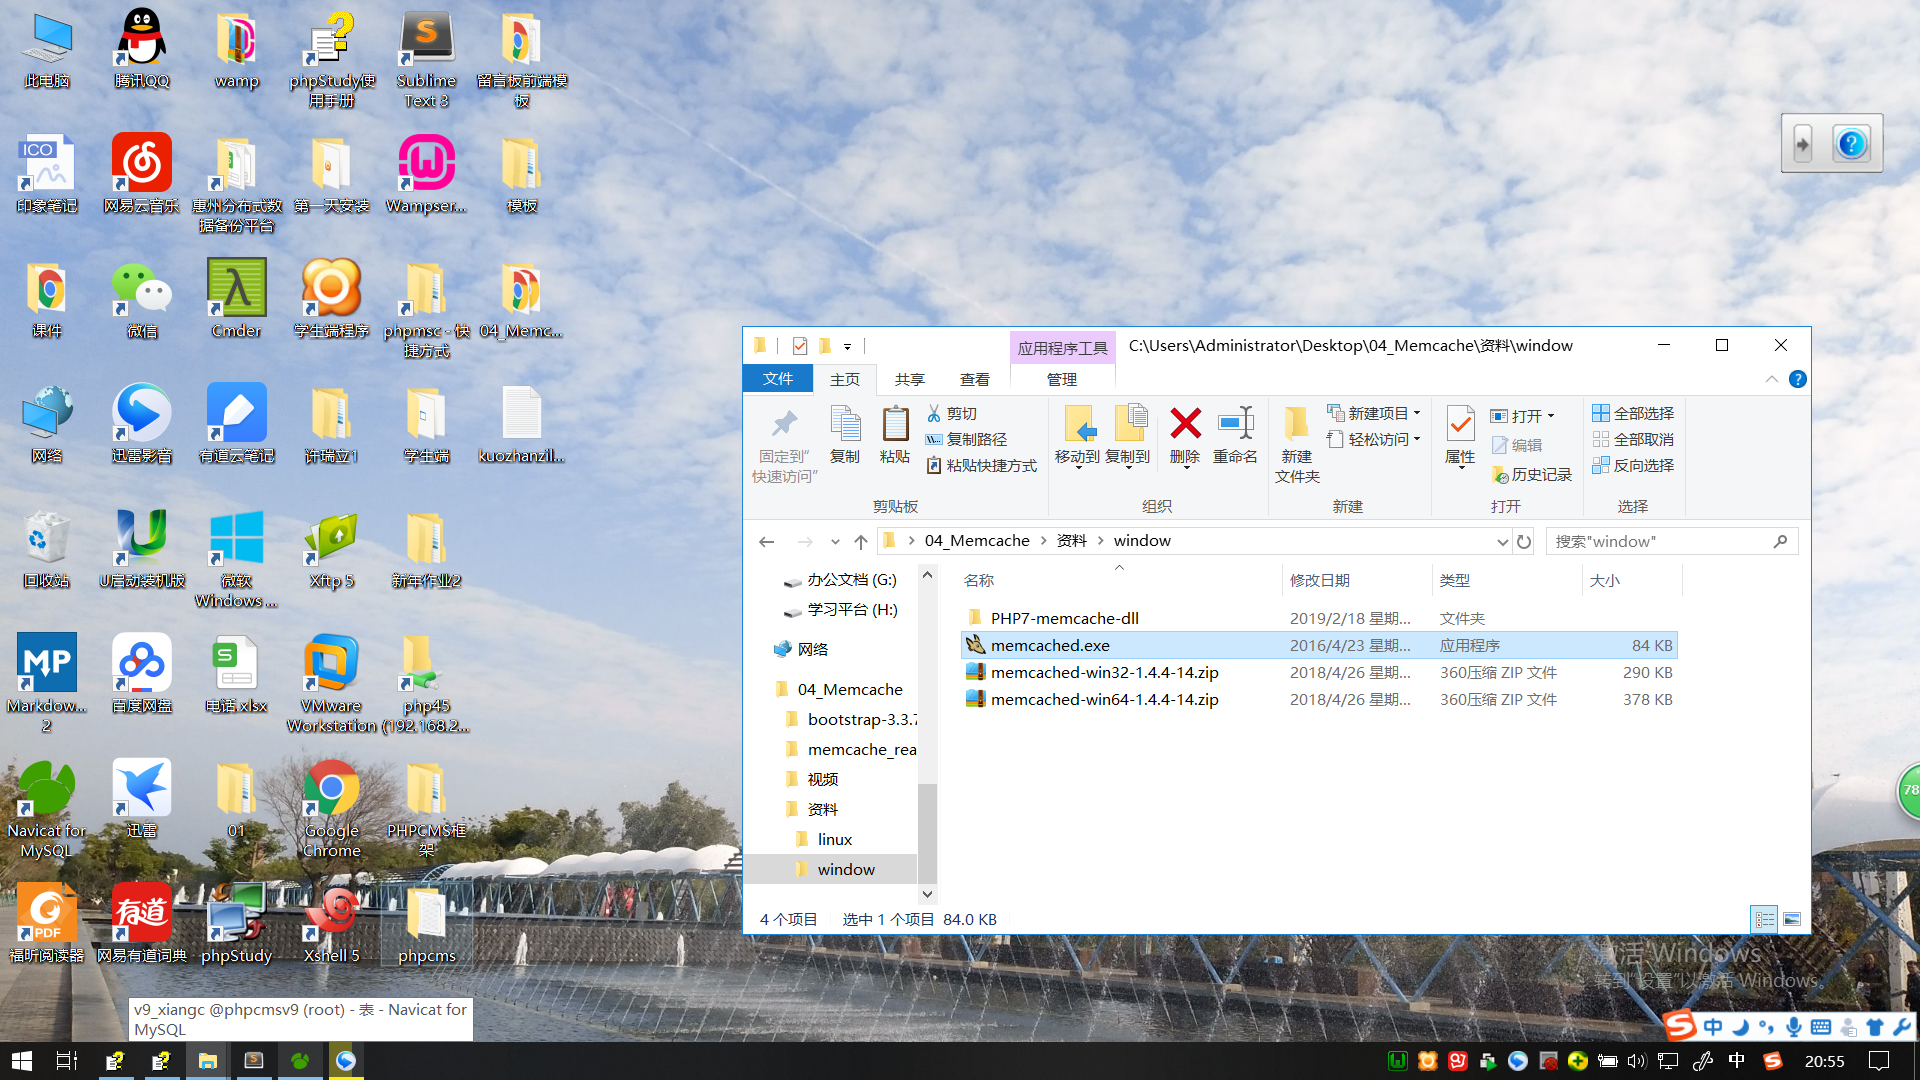 此电脑
腾讯QQ
wamp
phpStudy使
用手册
Sublime
Text 3
留言板前端模
板
ICO
印象笔记
网易云音乐
惠州分布式数
据备份平台
第一天安装
Wampser...
模板
课件
微信
Cmder
学生端程序
phpmsc - 快
捷方式
04_Memc...
网络
迅雷影音
有道云笔记
许瑞立1
学生端
kuozhanzil...
回收站
U启动装机版
微软
Windows ...
Xftp 5
新年作业2
Markdow...
2
百度网盘
电话.xlsx
VMware
Workstation
php45
(192.168.2...
Navicat for
MySQL
迅雷
01
Google
Chrome
PHPCMS框
架
PDF
有道
福昕阅读器
网易有道词典
phpStudy
Xshell 5
phpcms
v9_xiangc @phpcmsv9 (root) - 表 - Navicat for
MySQL
应用程序工具
C:\Users\Administrator\Desktop\04_Memcache\资料\window
文件
主页
共享
查看
管理
固定到"
快速访问"
复制
粘贴
剪切
复制路径
粘贴快捷方式
剪贴板
移动到
复制到
删除
重命名
组织
新建
文件夹
新建项目
轻松访问
新建
属性
打开
编辑
历史记录
打开
全部选择
全部取消
反向选择
选择
04_Memcache
资料
window
搜索"window"
办公文档 (G:)
学习平台 (H:)
网络
04_Memcache
bootstrap-3.3.7
memcache_rea
视频
资料
linux
window
名称
修改日期
类型
大小
PHP7-memcache-dll
2019/2/18 星期...
文件夹
memcached.exe
2016/4/23 星期...
应用程序
84 KB
memcached-win32-1.4.4-14.zip
2018/4/26 星期...
360压缩 ZIP 文件
290 KB
memcached-win64-1.4.4-14.zip
2018/4/26 星期...
360压缩 ZIP 文件
378 KB
4 个项目
选中 1 个项目
84.0 KB
78
激活 Windows
转到"设置"以激活 Windows。
中
中
20:55